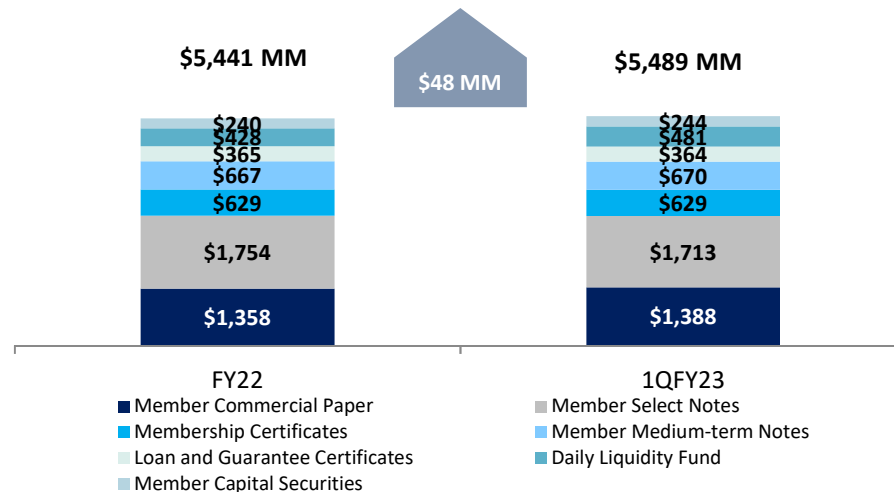 $5,441 MM
$48 MM
$5,489 MM
$240
$428
$365
$667
$629
$1,754
$1,358
$244
$481
$364
$670
$629
$1,713
$1,388
FY22
1QFY23
Member Commercial Paper
Member Select Notes
Membership Certificates
Member Medium-term Notes
Loan and Guarantee Certificates
Daily Liquidity Fund
Member Capital Securities